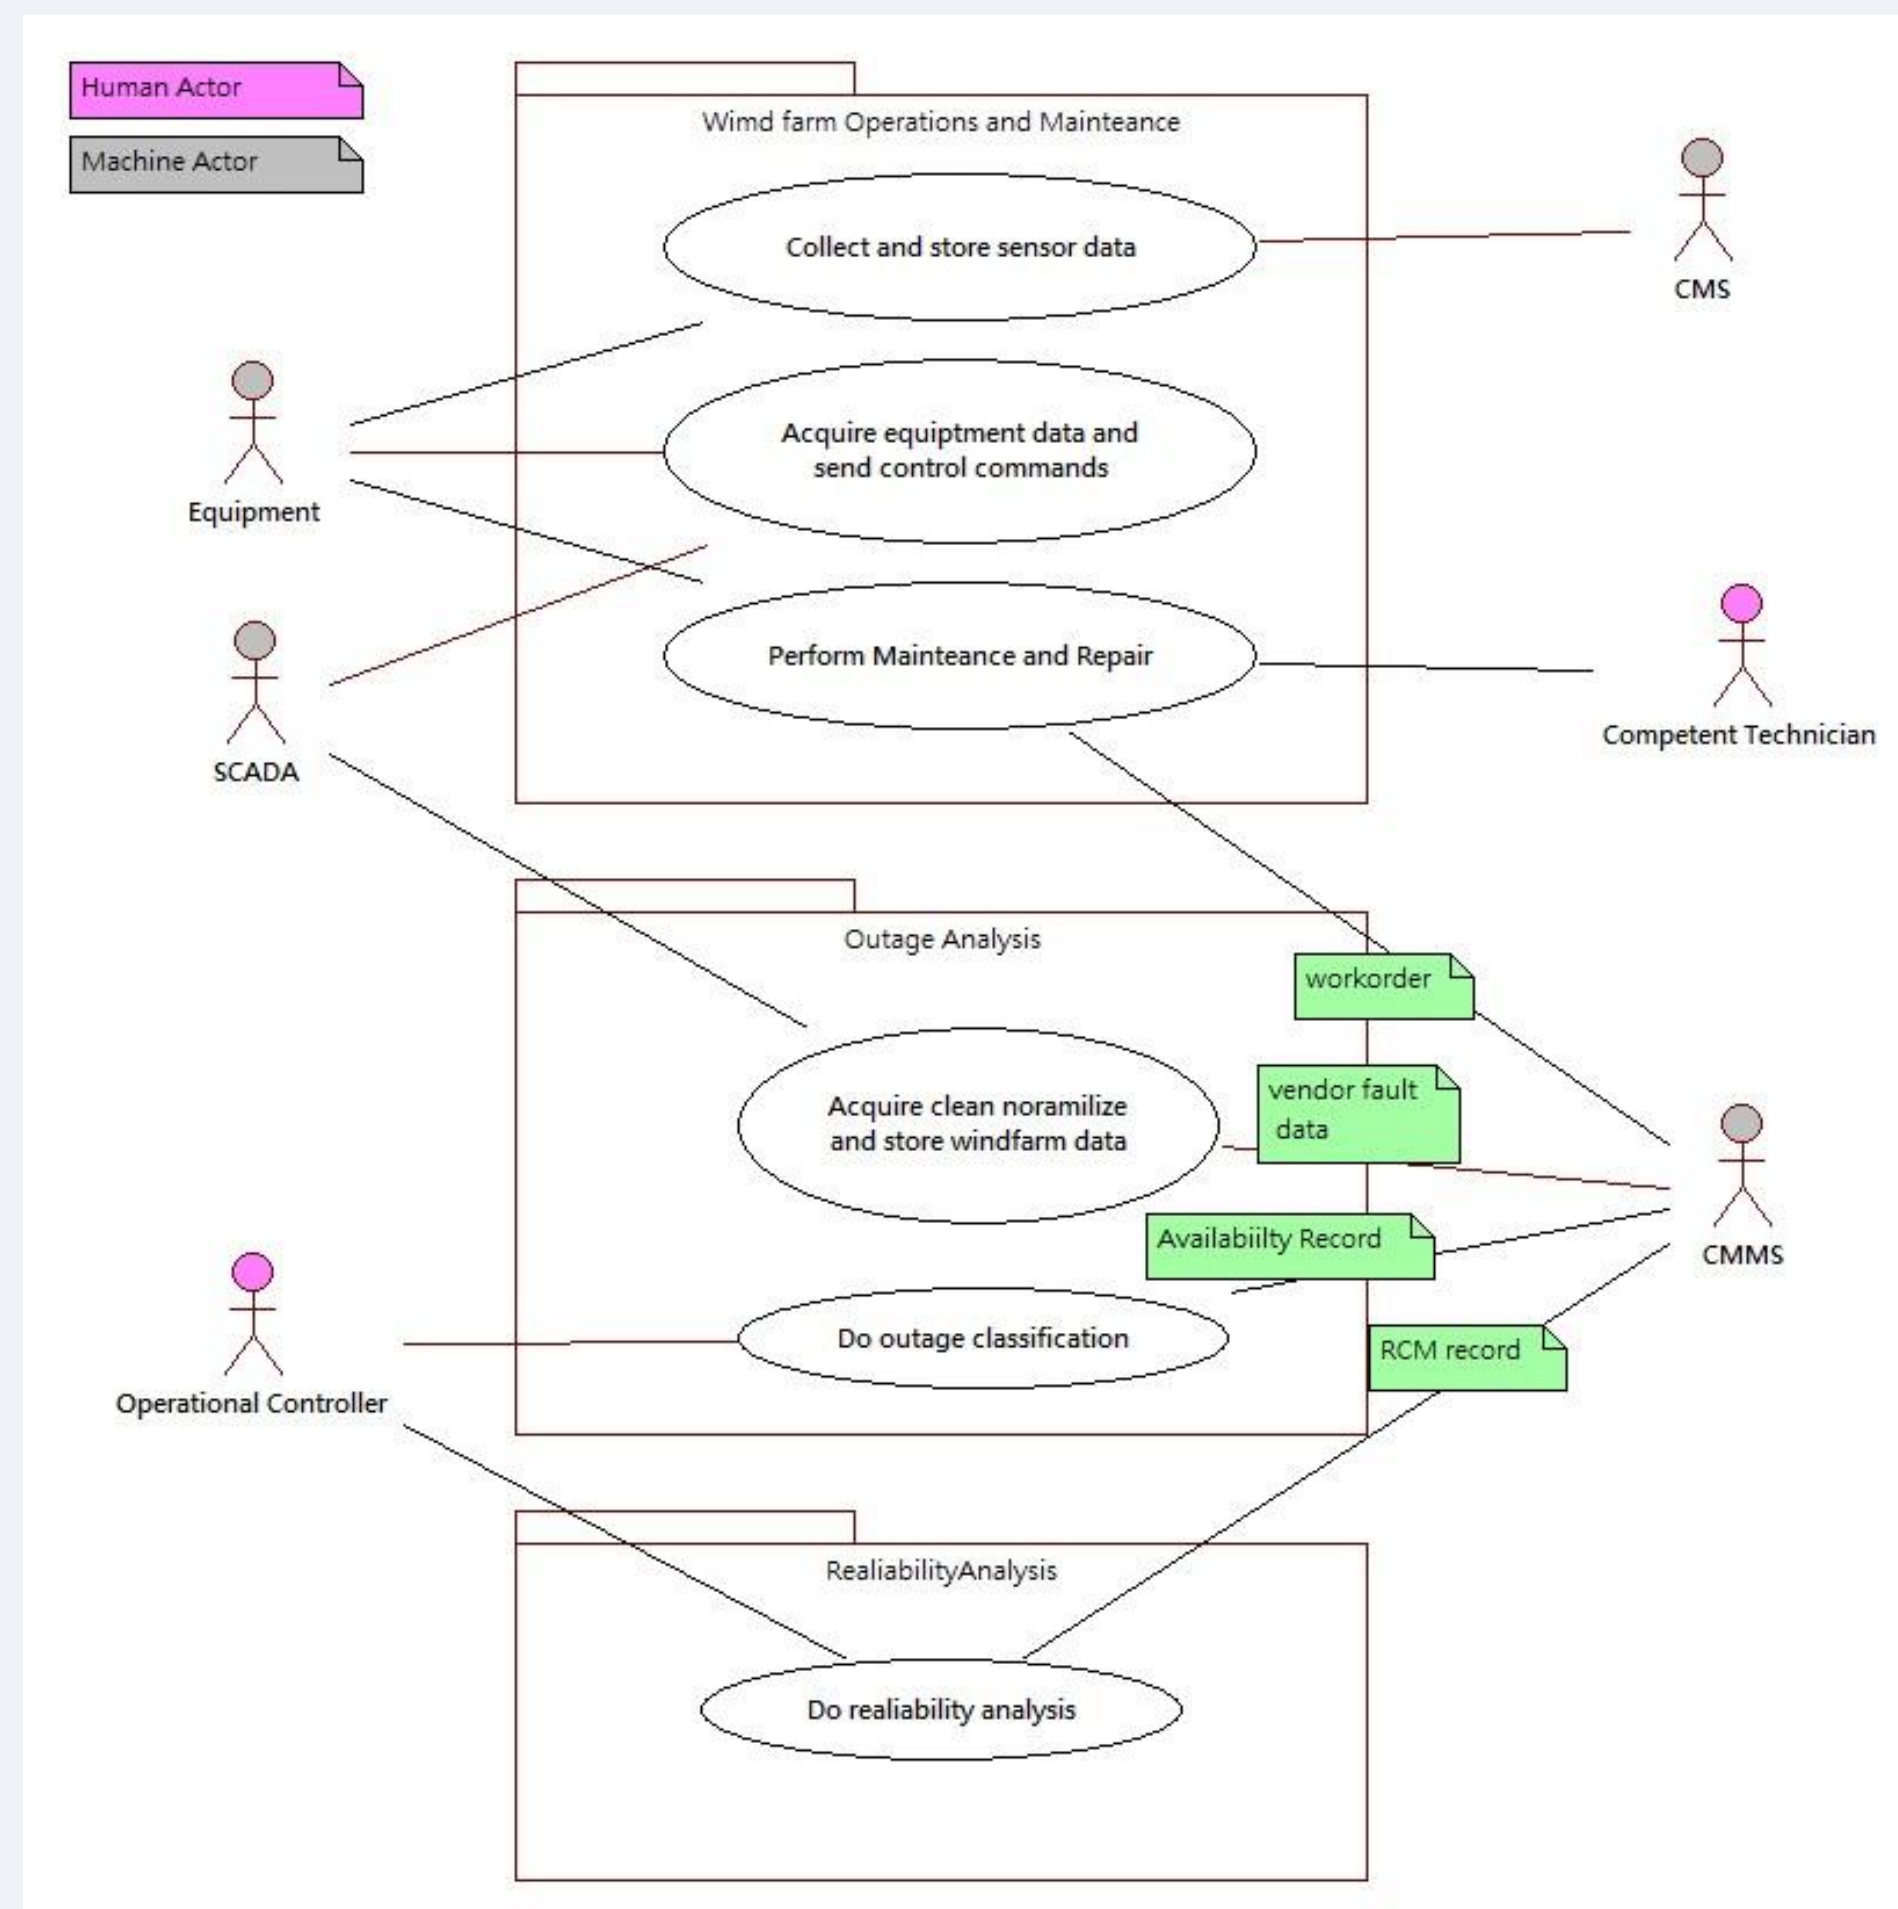 Human Actor
Machine Actor
Wimd farm Operations and Mainteance
Collect and store sensor data
CMS
Acquire equiptment data and
send control commands
Equipment
Perform Mainteance and Repair
Competent Technician
SCADA
Outage Analysis
workorder
vendor fault
data
Acquire clean noramilize
and store windfarm data
Availabiilty Record
CMMS
Do outage classification
RCM record
Operational Controller
RealiabilityAnalysis
Do realiability analysis